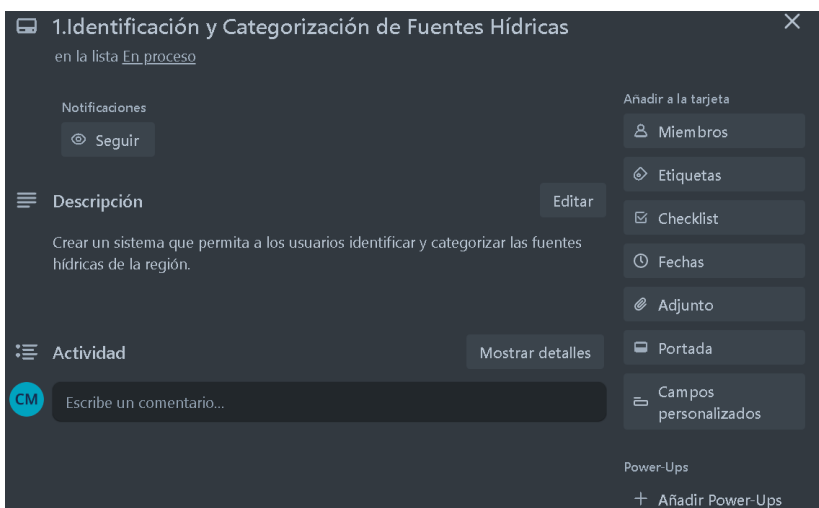 1.Identificación y Categorización de Fuentes Hídricas
en la lista En proceso
Notificaciones
Seguir
Descripción
Editar
Crear un sistema que permita a los usuarios identificar y categorizar las fuentes
hídricas de la región.
Actividad
Mostrar detalles
CM
Escribe un comentario...
Añadir a la tarjeta
Miembros
Etiquetas
Checklist
Fechas
Adjunto
Portada
Campos
personalizados
Power-Ups
Añadir Power-Ups